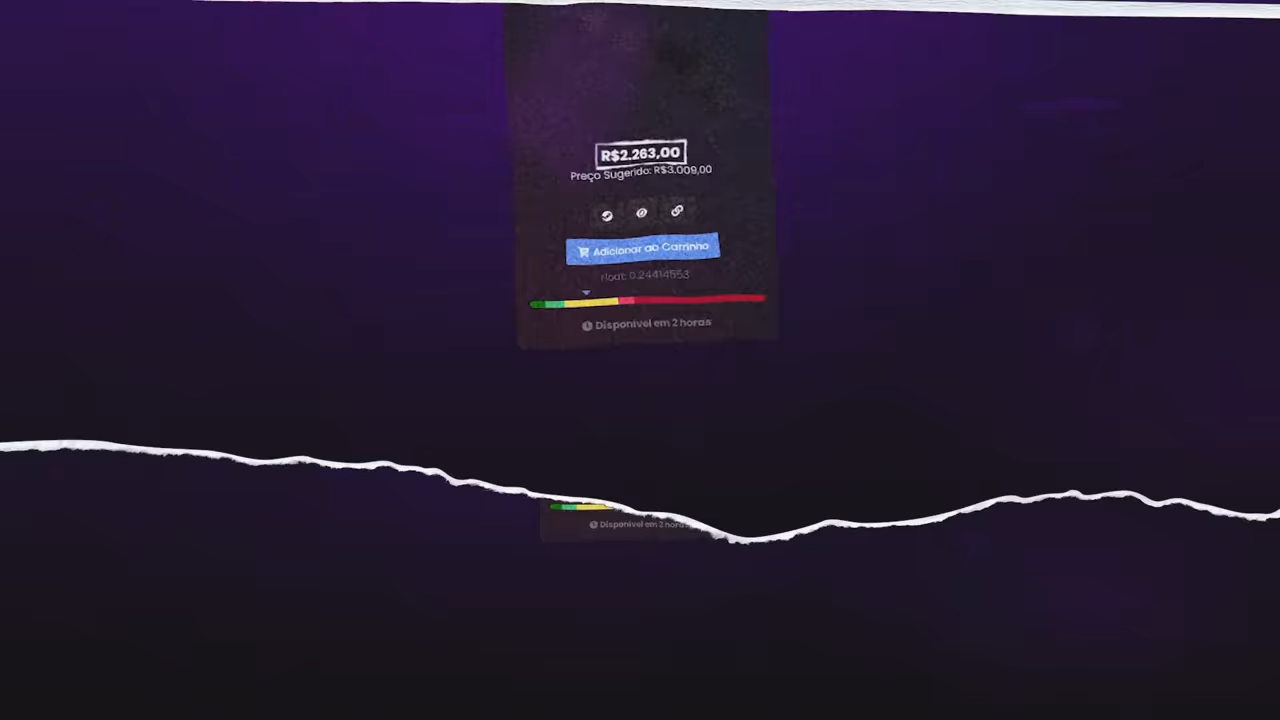 R$2.263,00
Preço Sugerido: R$3.009,00
Adicionar ao Carrinho
Float: 0.24414553
Disponível em 2 horas
Disponível em 2 horas